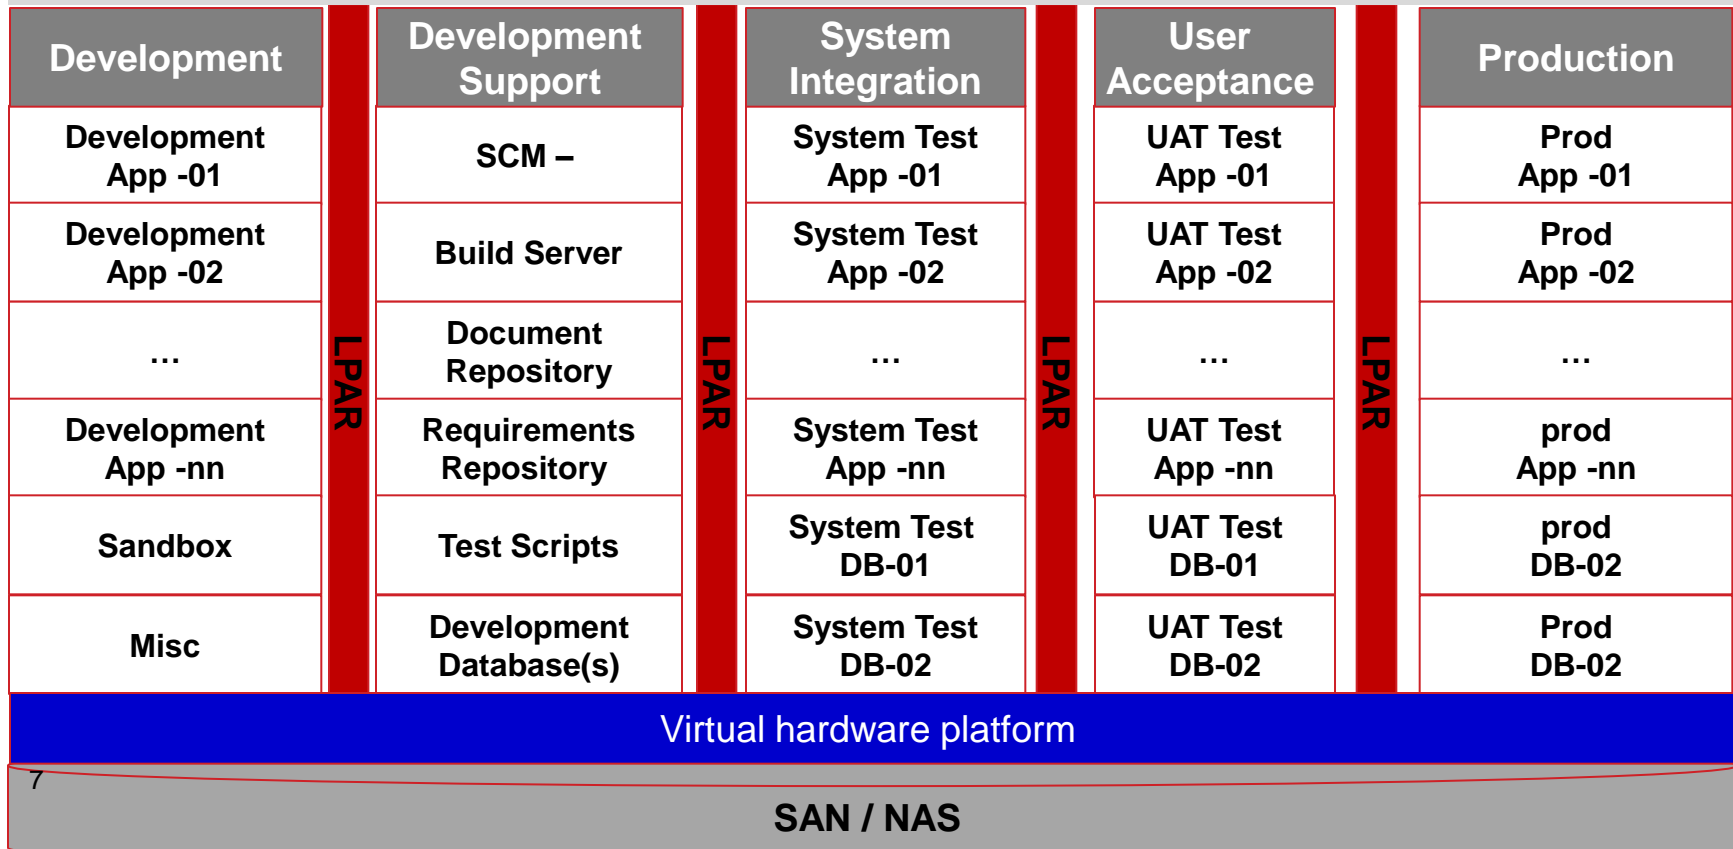 Development
Development
Support
System
Integration
User
Acceptance
Production
Development
App -01
SCM –
System Test
App -01
UAT Test
App -01
Prod
App -01
Development
App -02
Build Server
System Test
App -02
UAT Test
App -02
Prod
App -02
…
Document
Repository
…
…
…
Development
App -nn
Requirements
Repository
System Test
App -nn
UAT Test
App -nn
prod
App -nn
Sandbox
Test Scripts
System Test
DB-01
UAT Test
DB-01
prod
DB-02
Misc
Development
Database(s)
System Test
DB-02
UAT Test
DB-02
Prod
DB-02
LPAR
LPAR
LPAR
LPAR
Virtual hardware platform
7
SAN / NAS